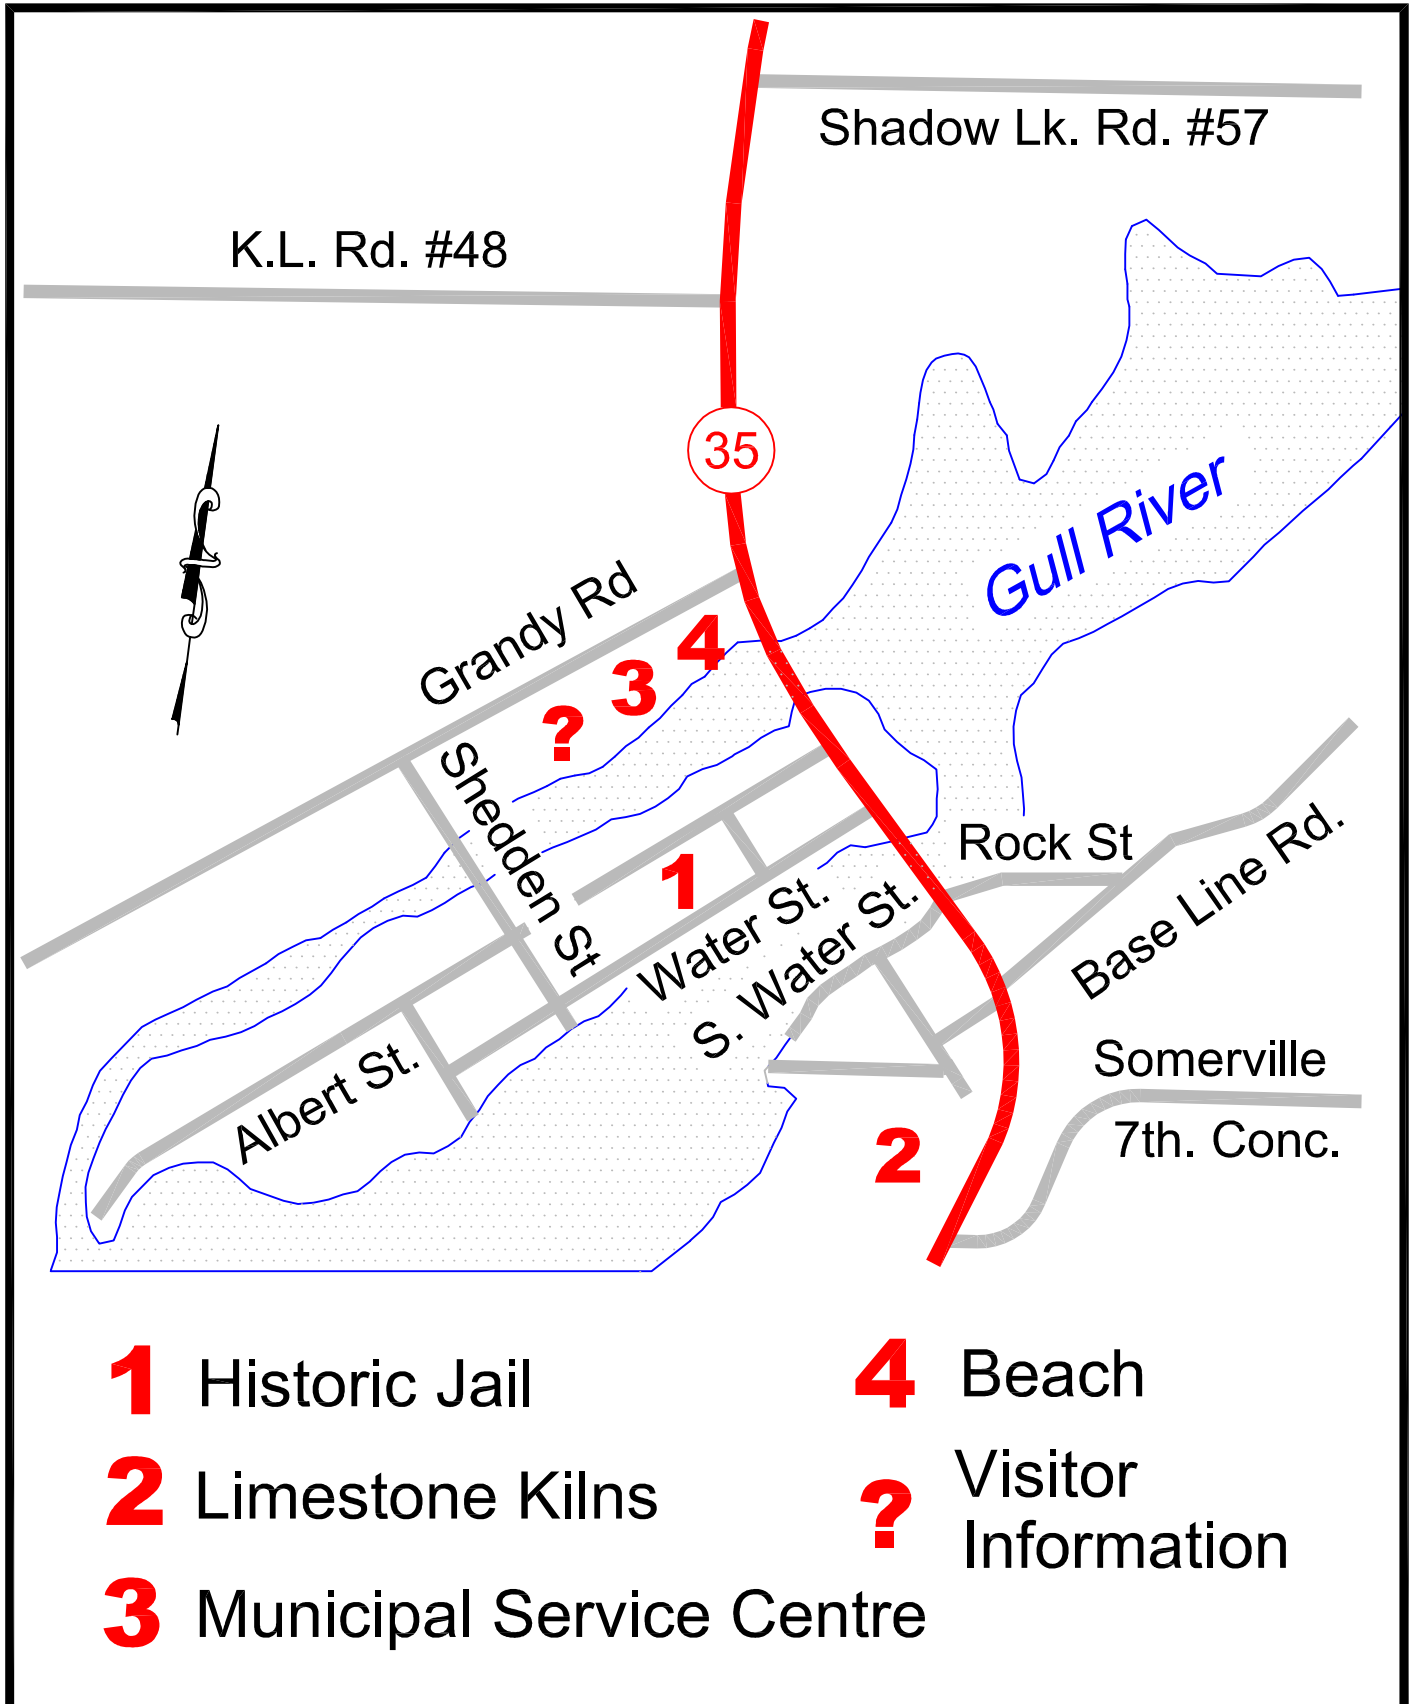 Shadow Lk. Rd. #57
K.L. Rd. #48
35
Gull River
Grandy Rd
4
3
?
Shedden St
1
Rock St
Water St.
S. Water St.
Base Line Rd.
Albert St.
Somerville
7th. Conc.
2
1 Historic Jail
2 Limestone Kilns
3 Municipal Service Centre
4 Beach
? Visitor
Information